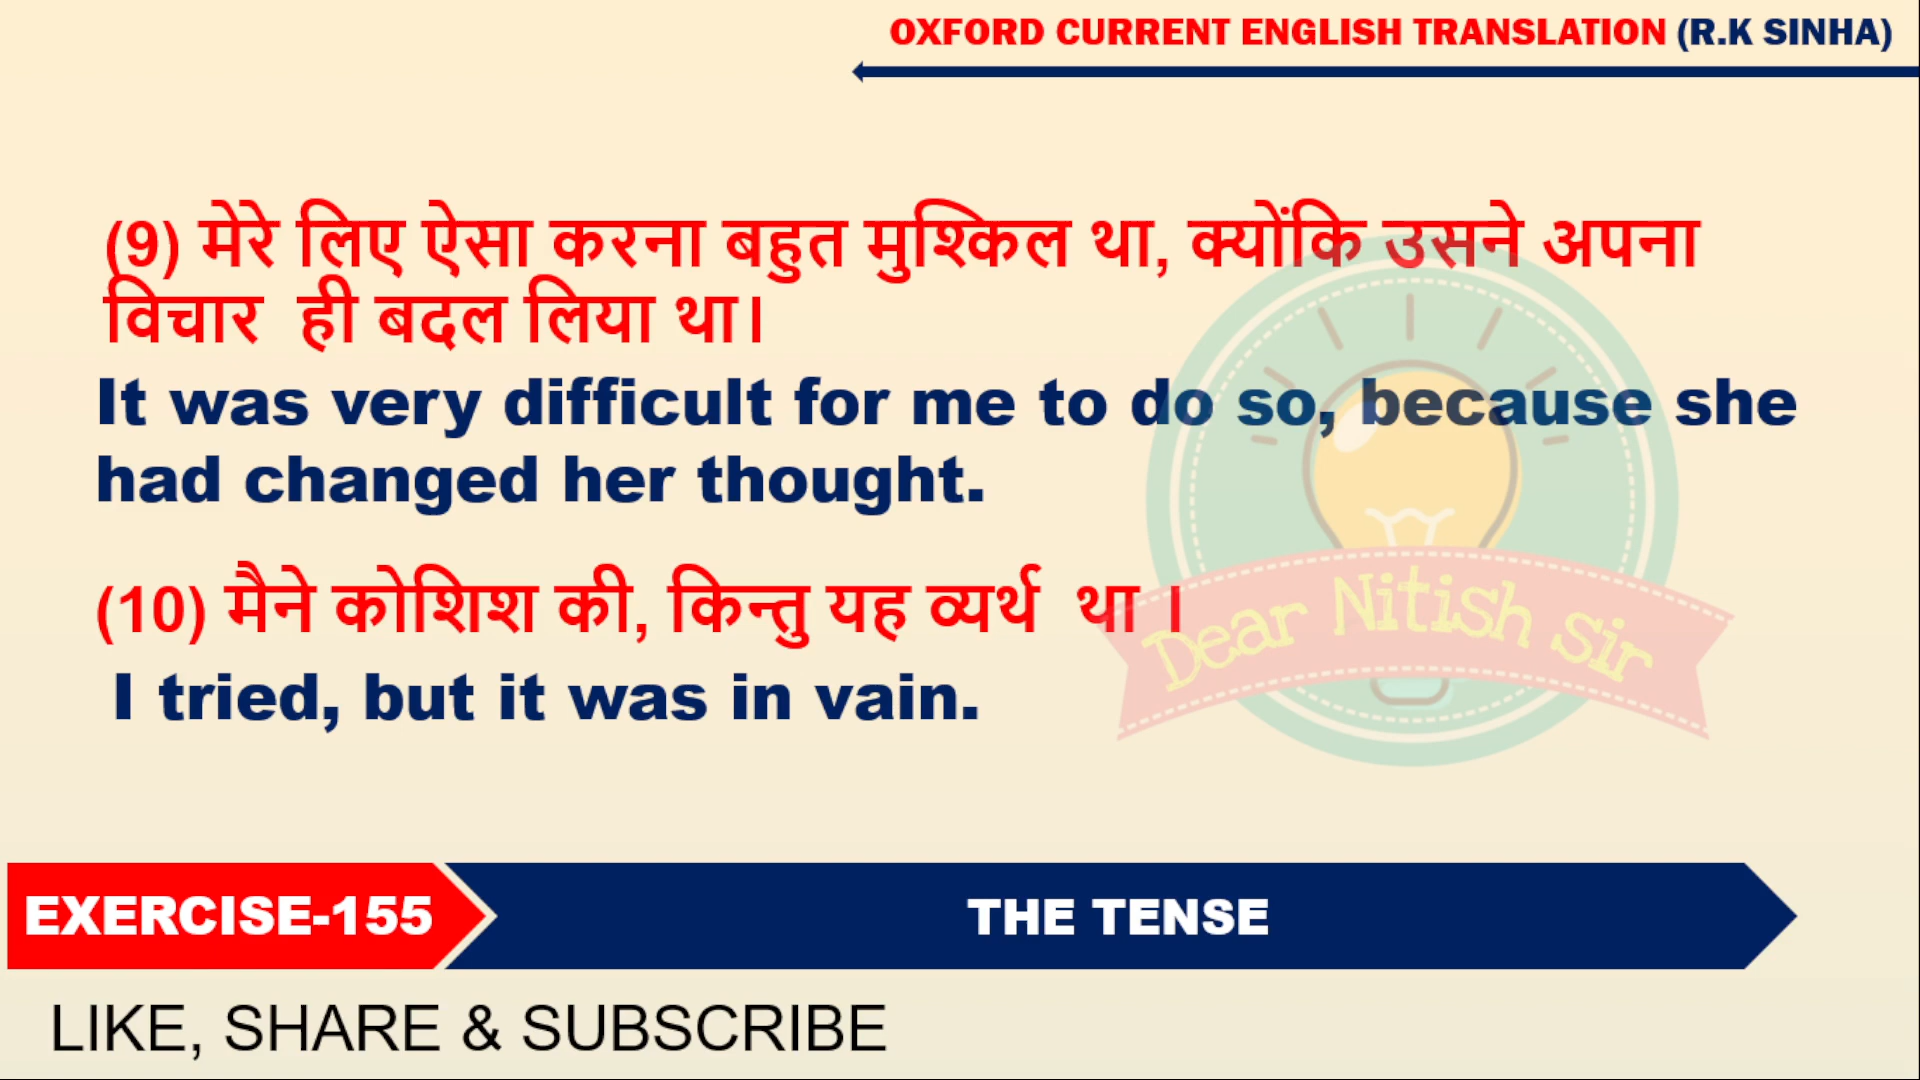 OXFORD CURRENT ENGLISH TRANSLATION (R.K SINHA)
(9) मेरे लिए ऐसा करना बहुत मुश्किल था, क्योंकि उसने अपना
विचार ही बदल लिया था।
It was very difficult for me to do so, because she
had changed her thought.
(10) मैने कोशिश की, किन्तु यह व्यर्थ था ।
I tried, but it was in vain.
Dear Nitish Sir
EXERCISE-155
THE TENSE
LIKE, SHARE & SUBSCRIBE